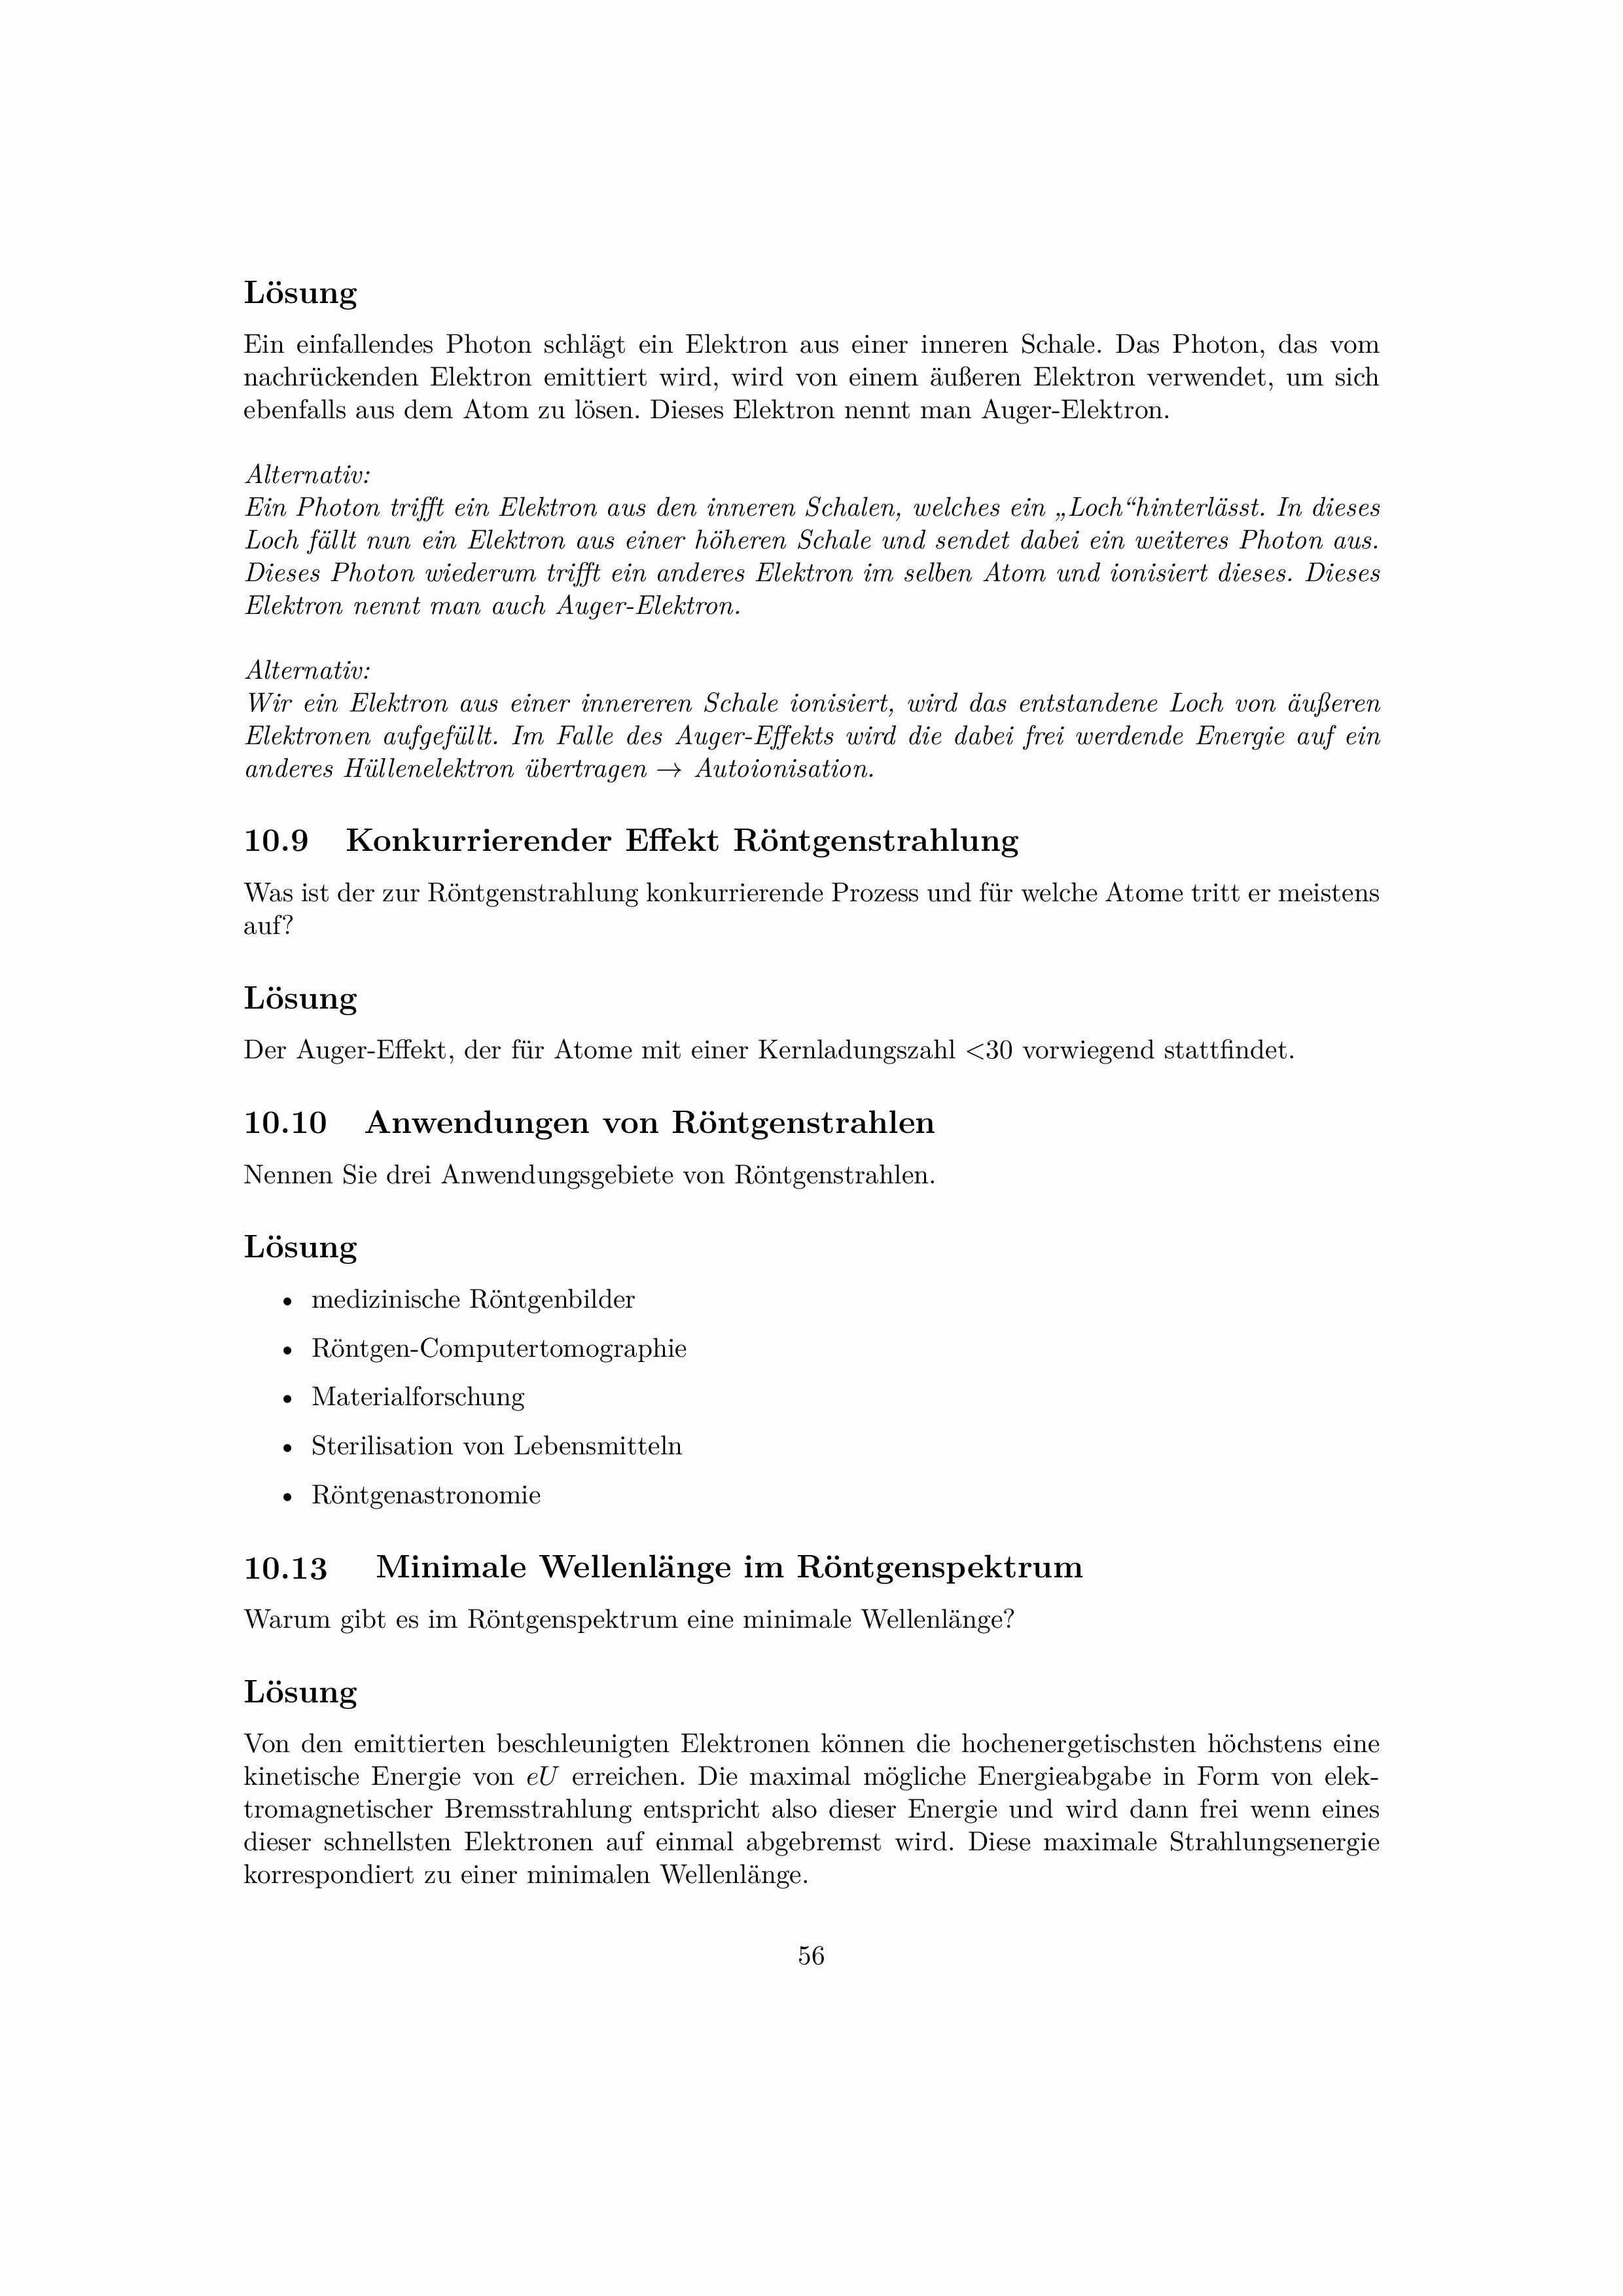 Lösung
Ein einfallendes Photon schlägt ein Elektron aus einer inneren Schale. Das Photon, das vom
nachrückenden Elektron emittiert wird, wird von einem äußeren Elektron verwendet, um sich
ebenfalls aus dem Atom zu lösen. Dieses Elektron nennt man Auger-Elektron.
Alternativ:
Ein Photon trifft ein Elektron aus den inneren Schalen, welches ein „Loch“hinterlässt. In dieses
Loch fällt nun ein Elektron aus einer höheren Schale und sendet dabei ein weiteres Photon aus.
Dieses Photon wiederum trifft ein anderes Elektron im selben Atom und ionisiert dieses. Dieses
Elektron nennt man auch Auger-Elektron.
Alternativ:
Wir ein Elektron aus einer innereren Schale ionisiert, wird das entstandene Loch von äußeren
Elektronen aufgefüllt. Im Falle des Auger-Effekts wird die dabei frei werdende Energie auf ein
anderes Hüllenelektron übertragen → Autoionisation.
10.9 Konkurrierender Effekt Röntgenstrahlung
Was ist der zur Röntgenstrahlung konkurrierende Prozess und für welche Atome tritt er meistens
auf?
Lösung
Der Auger-Effekt, der für Atome mit einer Kernladungszahl <30 vorwiegend stattfindet.
10.10 Anwendungen von Röntgenstrahlen
Nennen Sie drei Anwendungsgebiete von Röntgenstrahlen.
Lösung
• medizinische Röntgenbilder
• Röntgen-Computertomographie
• Materialforschung
• Sterilisation von Lebensmitteln
• Röntgenastronomie
10.13 Minimale Wellenlänge im Röntgenspektrum
Warum gibt es im Röntgenspektrum eine minimale Wellenlänge?
Lösung
Von den emittierten beschleunigten Elektronen können die hochenergetischsten höchstens eine
kinetische Energie von eU erreichen. Die maximal mögliche Energieabgabe in Form von elek-
tromagnetischer Bremsstrahlung entspricht also dieser Energie und wird dann frei wenn eines
dieser schnellsten Elektronen auf einmal abgebremst wird. Diese maximale Strahlungsenergie
korrespondiert zu einer minimalen Wellenlänge.
56